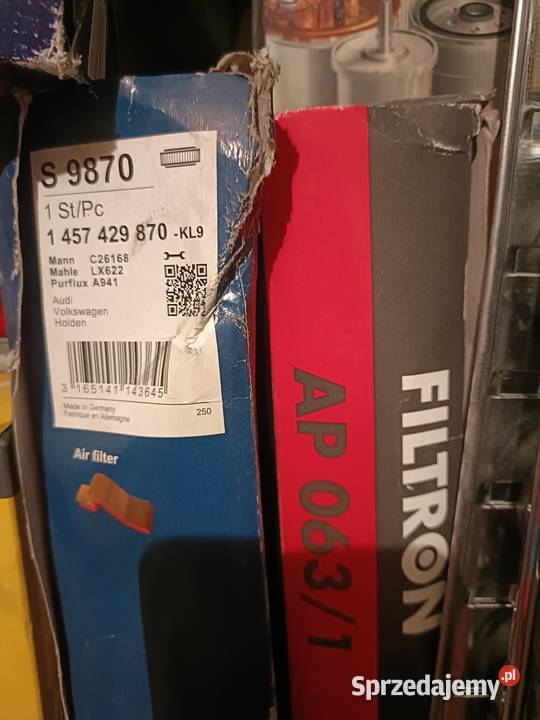 S 9870
1 St/Pc
1 457 429 870 -KL9
Mann C26168
Mahle LX622
Purflux A941
Audi
Volkswagen
Holden
3 165141 143645
Made in Germany
Fabriqué en Allemagne
250
Air filter
AP 063/1
FILTRON
Sprzedajemy.pl